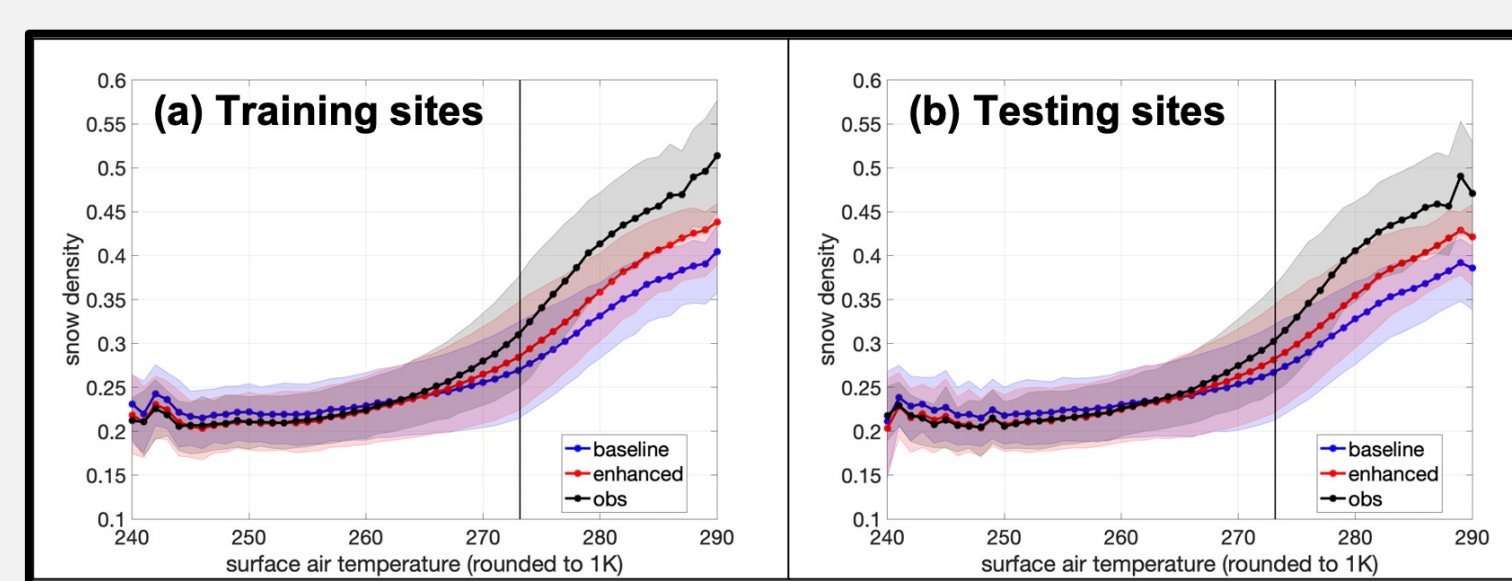 (a) Training sites
0.6
0.55
0.5
0.45
0.4
0.35
0.3
0.25
0.2
0.15
0.1
snow density
baseline
enhanced
obs
240 250 260 270 280 290
surface air temperature (rounded to 1K)
(b) Testing sites
0.6
0.55
0.5
0.45
0.4
0.35
0.3
0.25
0.2
0.15
0.1
snow density
baseline
enhanced
obs
240 250 260 270 280 290
surface air temperature (rounded to 1K)